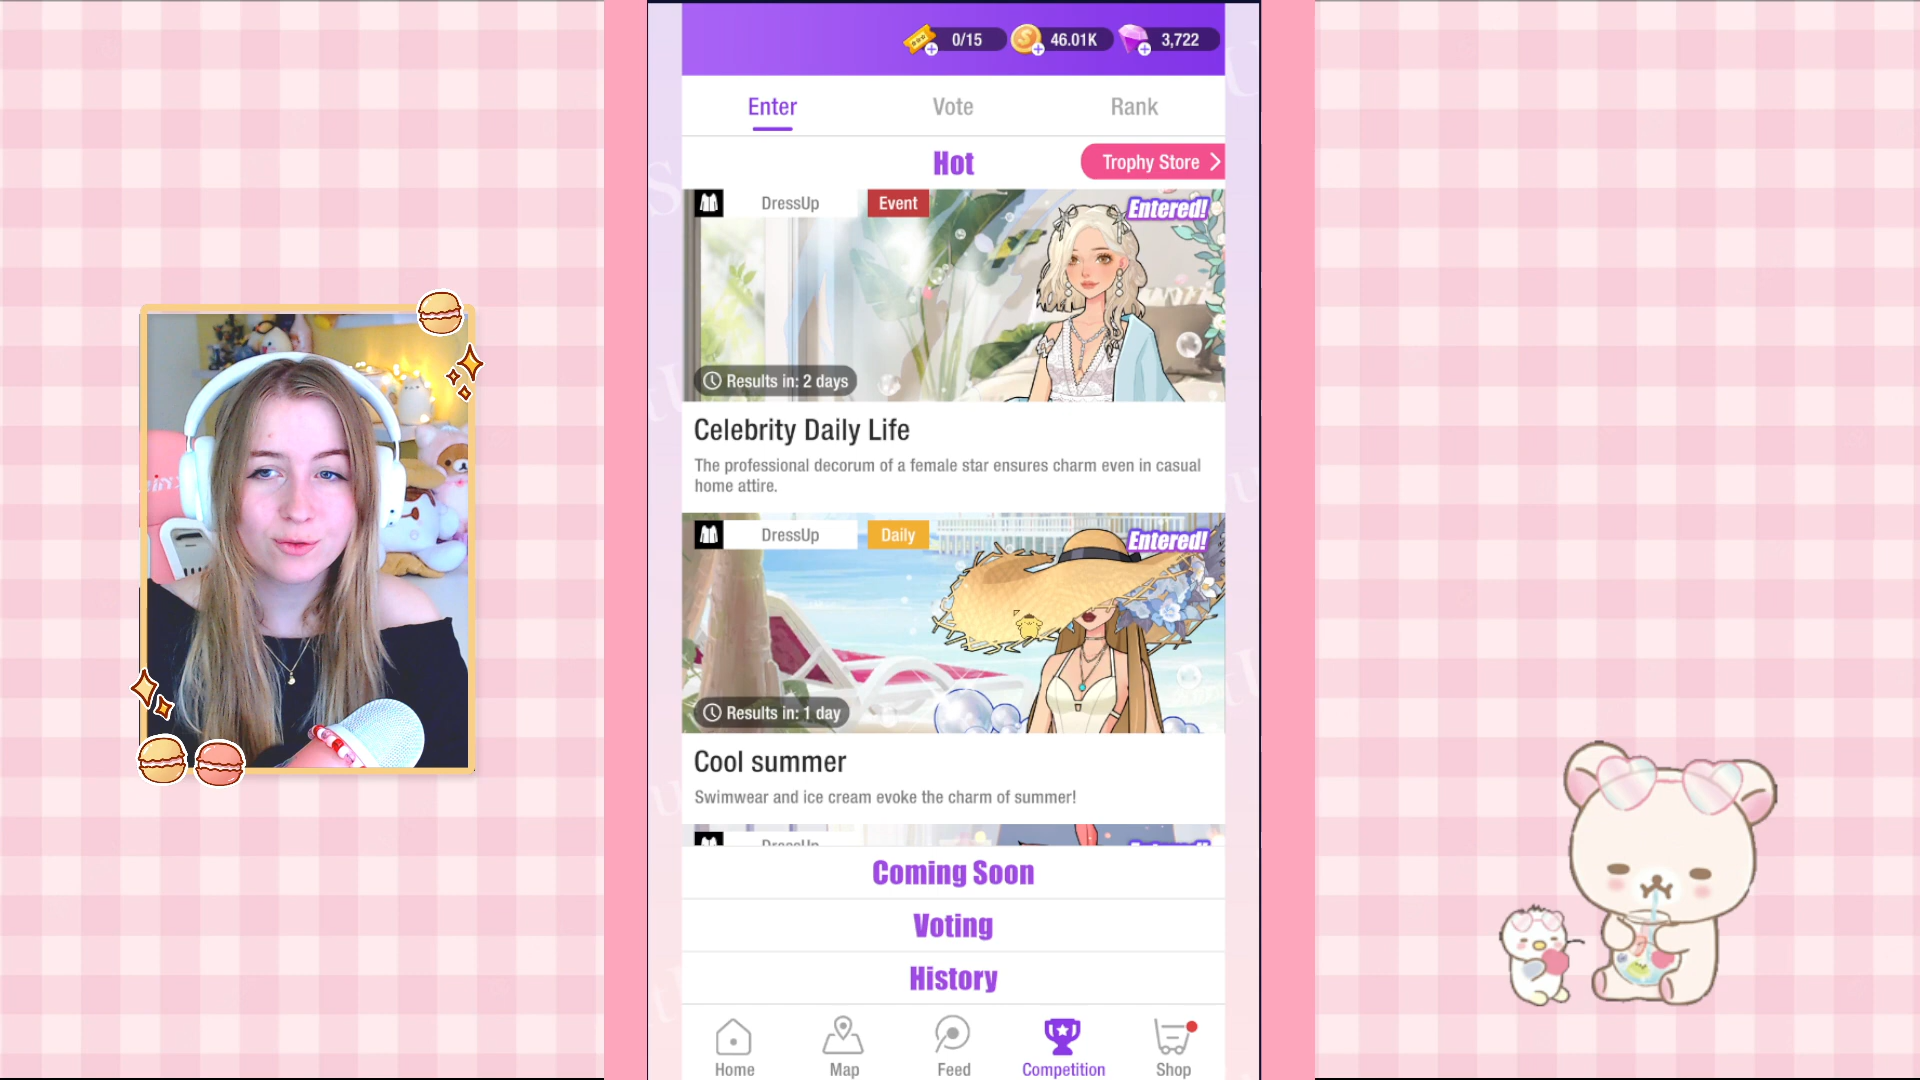 0/15
46.01K
3,722
Enter
Vote
Rank
Hot
Trophy Store
DressUp
Event
Entered!
Results in: 2 days
Celebrity Daily Life
The professional decorum of a female star ensures charm even in casual
home attire.
DressUp
Daily
Entered!
Results in: 1 day
Cool summer
Swimwear and ice cream evoke the charm of summer!
DressUp
Entered!
Coming Soon
Voting
History
Home
Map
Feed
Competition
Shop